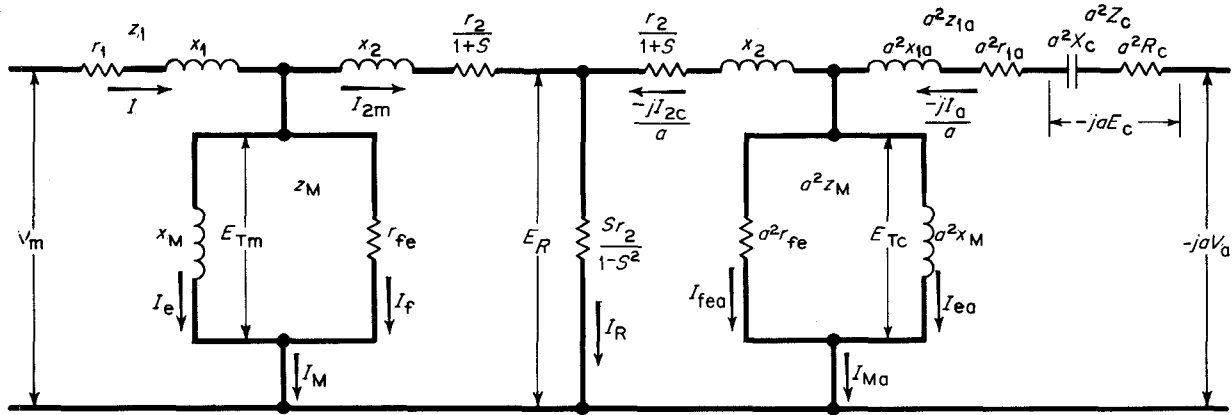 z₁
r₁
x₁
I
x₂
I₂ₘ
r₂
1+S
r₂
1+S
-jI₂c
a
x₂
a²z₁ₐ
a²x₁ₐ
a²r₁ₐ
-jIₐ
a
a²Zc
a²Xc
a²Rc
-jaEc
Vm
xM
ETm
zM
rfe
Ie
If
IM
ER
Sr₂
1-S²
IR
a²zM
a²rfe
ETc
a²xM
Ifea
Iea
IMa
-jaVa